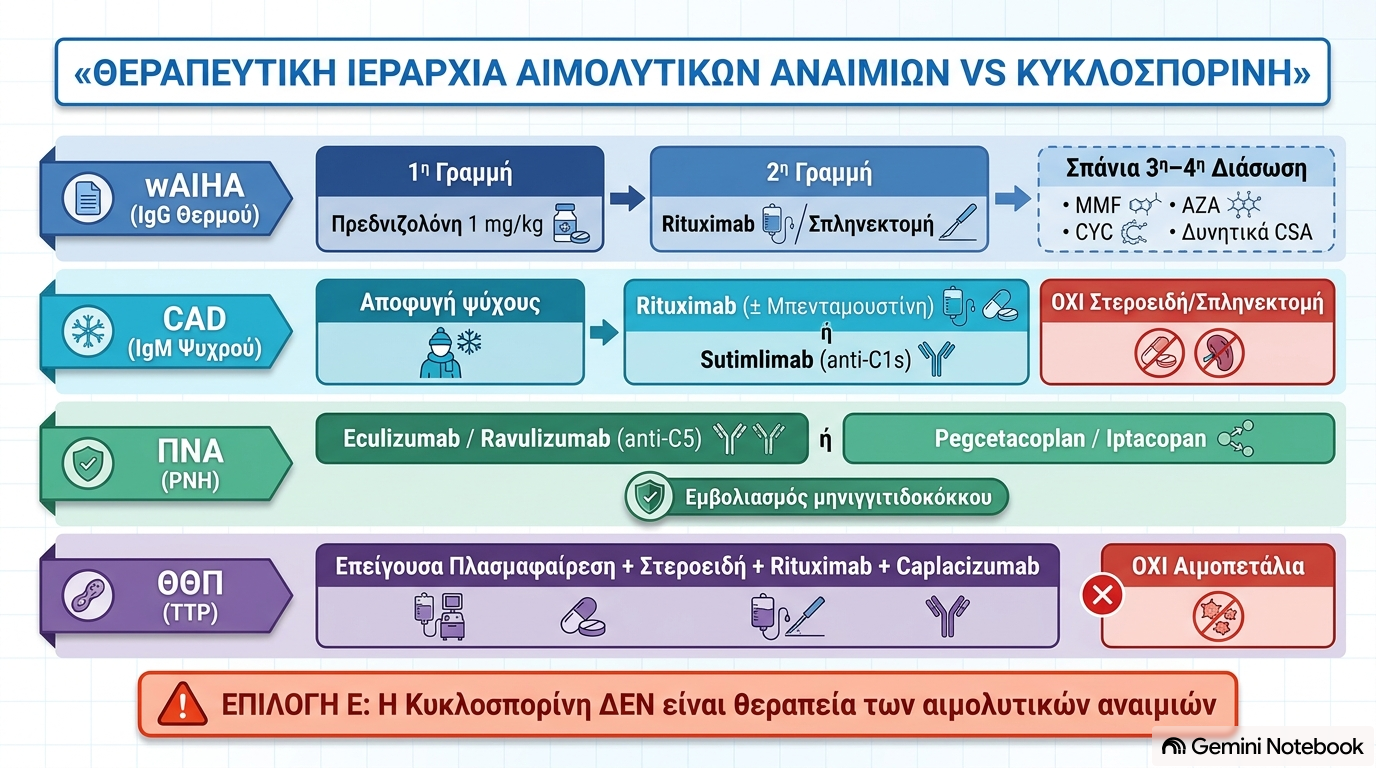 «ΘΕΡΑΠΕΥΤΙΚΗ ΙΕΡΑΡΧΙΑ ΑΙΜΟΛΥΤΙΚΩΝ ΑΝΑΙΜΙΩΝ VS ΚΥΚΛΟΣΠΟΡΙΝΗ»
wAIHA
(IgG Θερμού)
1η Γραμμή
Πρεδνιζολόνη 1 mg/kg
2η Γραμμή
Rituximab / Σπληνεκτομή
Σπάνια 3η–4η Διάσωση
• MMF • AZA
• CYC • Δυνητικά CSA
CAD
(IgM Ψυχρού)
Αποφυγή ψύχους
Rituximab (± Μπενταμουστίνη)
ή
Sutimlimab (anti-C1s)
ΟΧΙ Στεροειδή/Σπληνεκτομή
ΠΝΑ
(PNH)
Eculizumab / Ravulizumab (anti-C5)
ή
Pegcetacoplan / Iptacopan
Εμβολιασμός μηνιγγιτιδοκόκκου
ΘΘΠ
(TTP)
Επείγουσα Πλασμαφαίρεση + Στεροειδή + Rituximab + Caplacizumab
ΟΧΙ Αιμοπετάλια
ΕΠΙΛΟΓΗ Ε: Η Κυκλοσπορίνη ΔΕΝ είναι θεραπεία των αιμολυτικών αναιμιών
Gemini Notebook